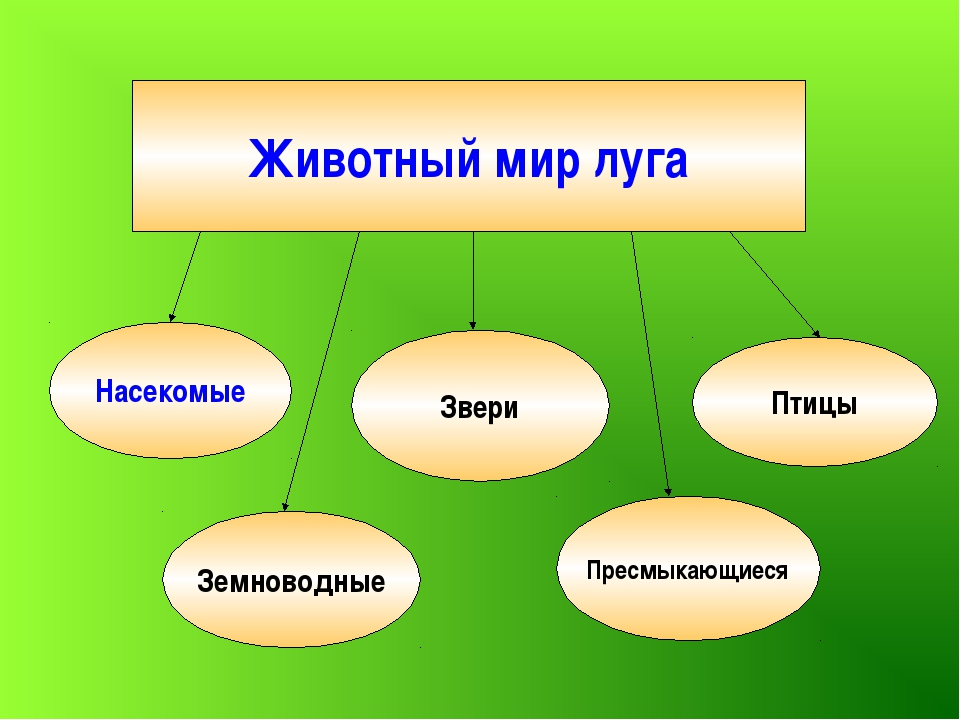 Животный мир луга
Насекомые
Звери
Птицы
Земноводные
Пресмыкающиеся